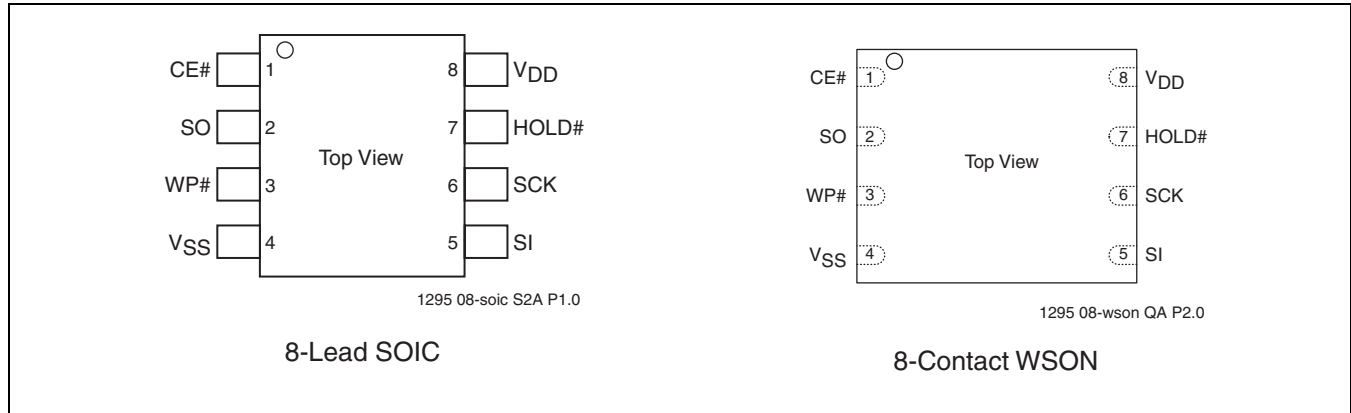 CE# 1 8 VDD
SO 2 7 HOLD#
Top View
WP# 3 6 SCK
VSS 4 5 SI
1295 08-soic S2A P1.0
8-Lead SOIC
CE# 1 8 VDD
SO 2 7 HOLD#
Top View
WP# 3 6 SCK
VSS 4 5 SI
1295 08-wson QA P2.0
8-Contact WSON